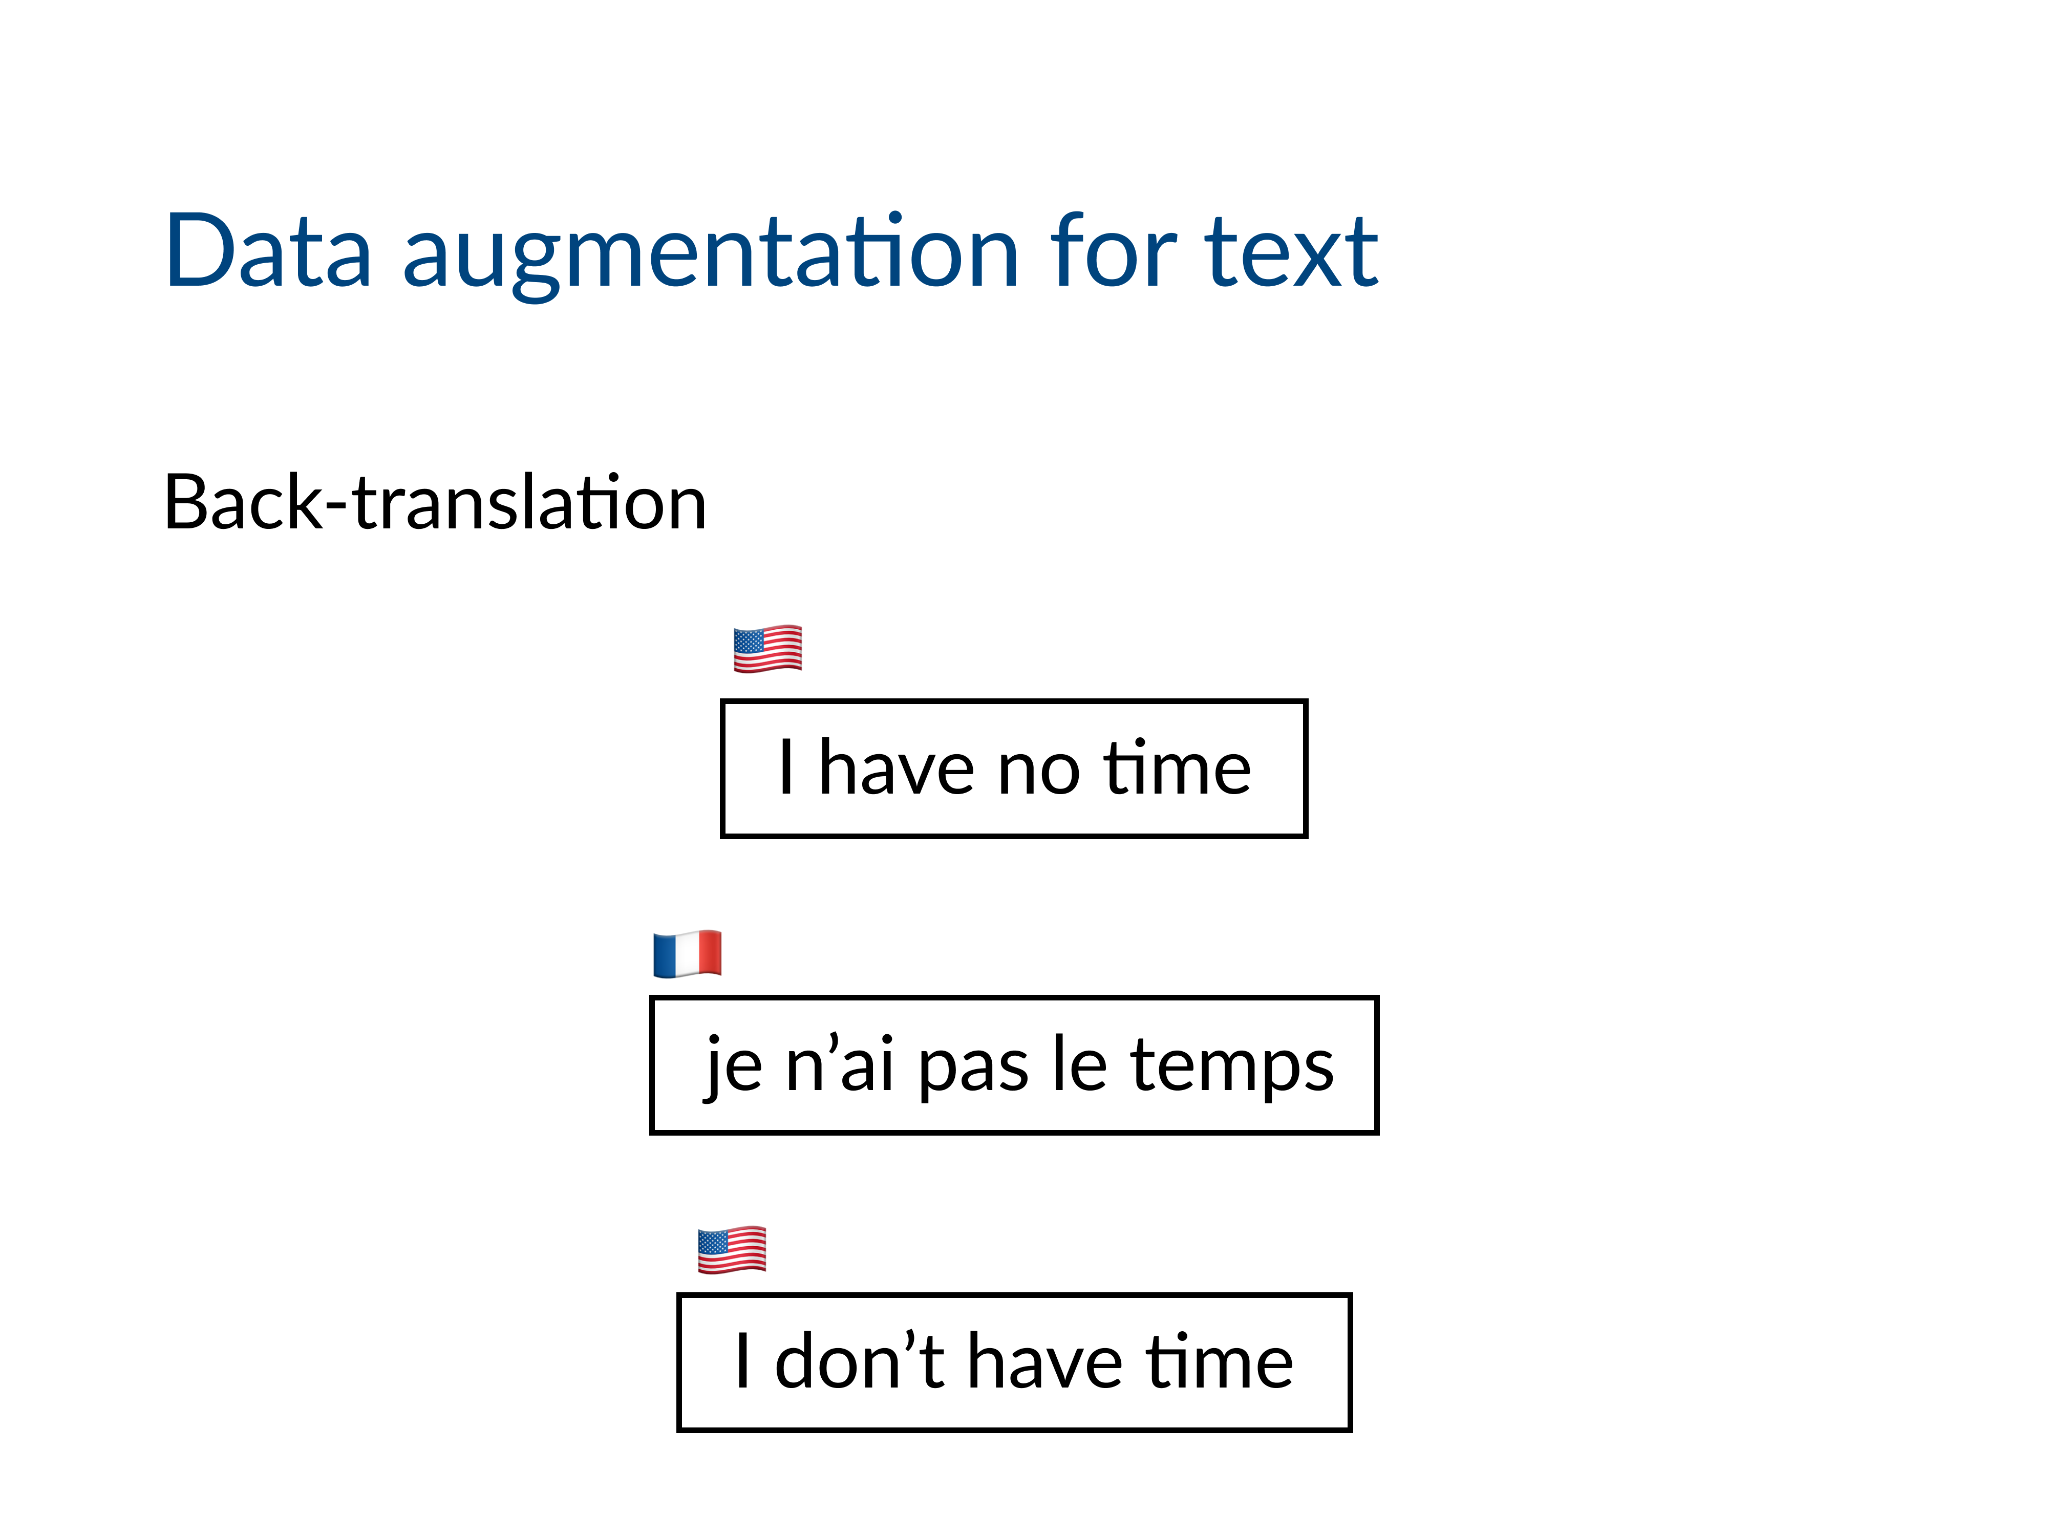 Data augmentation for text
Back-translation
I have no time
je n’ai pas le temps
I don’t have time